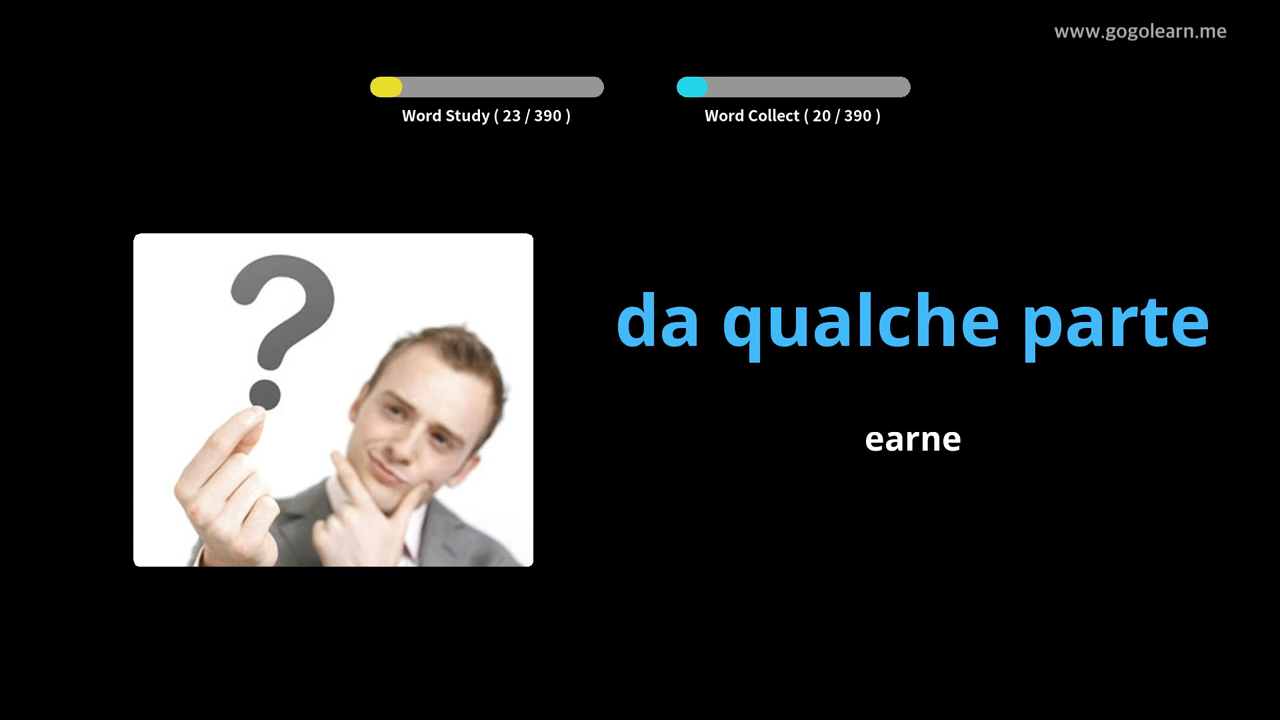 www.gogolearn.me
Word Study ( 23 / 390 )
Word Collect ( 20 / 390 )
da qualche parte
earne